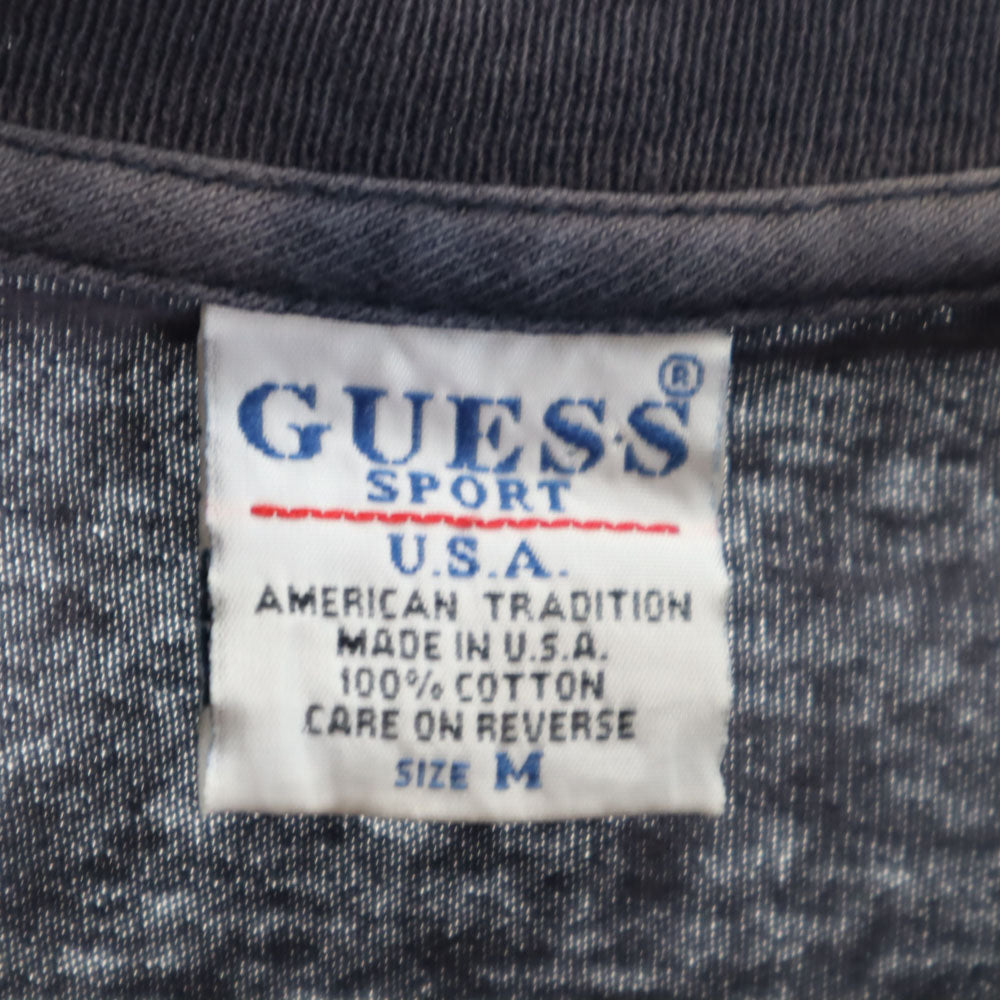 GUESS®
SPORT
U.S.A.
AMERICAN TRADITION
MADE IN U.S.A.
100% COTTON
CARE ON REVERSE
SIZE M